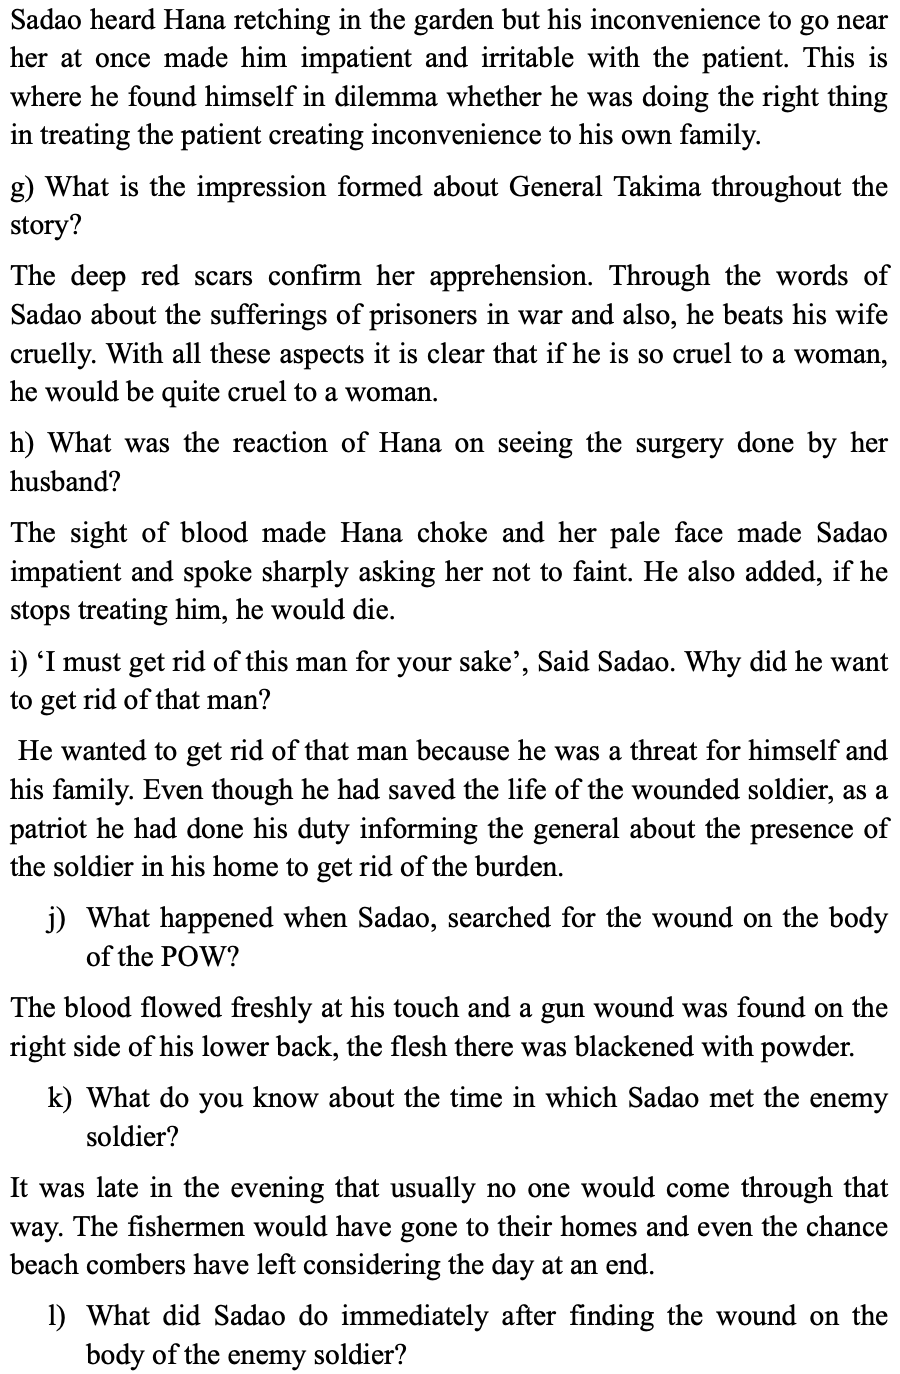 Sadao heard Hana retching in the garden but his inconvenience to go near
her at once made him impatient and irritable with the patient. This is
where he found himself in dilemma whether he was doing the right thing
in treating the patient creating inconvenience to his own family.
g) What is the impression formed about General Takima throughout the
story?
The deep red scars confirm her apprehension. Through the words of
Sadao about the sufferings of prisoners in war and also, he beats his wife
cruelly. With all these aspects it is clear that if he is so cruel to a woman,
he would be quite cruel to a woman.
h) What was the reaction of Hana on seeing the surgery done by her
husband?
The sight of blood made Hana choke and her pale face made Sadao
impatient and spoke sharply asking her not to faint. He also added, if he
stops treating him, he would die.
i) ‘I must get rid of this man for your sake’, Said Sadao. Why did he want
to get rid of that man?
He wanted to get rid of that man because he was a threat for himself and
his family. Even though he had saved the life of the wounded soldier, as a
patriot he had done his duty informing the general about the presence of
the soldier in his home to get rid of the burden.
j) What happened when Sadao, searched for the wound on the body
of the POW?
The blood flowed freshly at his touch and a gun wound was found on the
right side of his lower back, the flesh there was blackened with powder.
k) What do you know about the time in which Sadao met the enemy
soldier?
It was late in the evening that usually no one would come through that
way. The fishermen would have gone to their homes and even the chance
beach combers have left considering the day at an end.
l) What did Sadao do immediately after finding the wound on the
body of the enemy soldier?